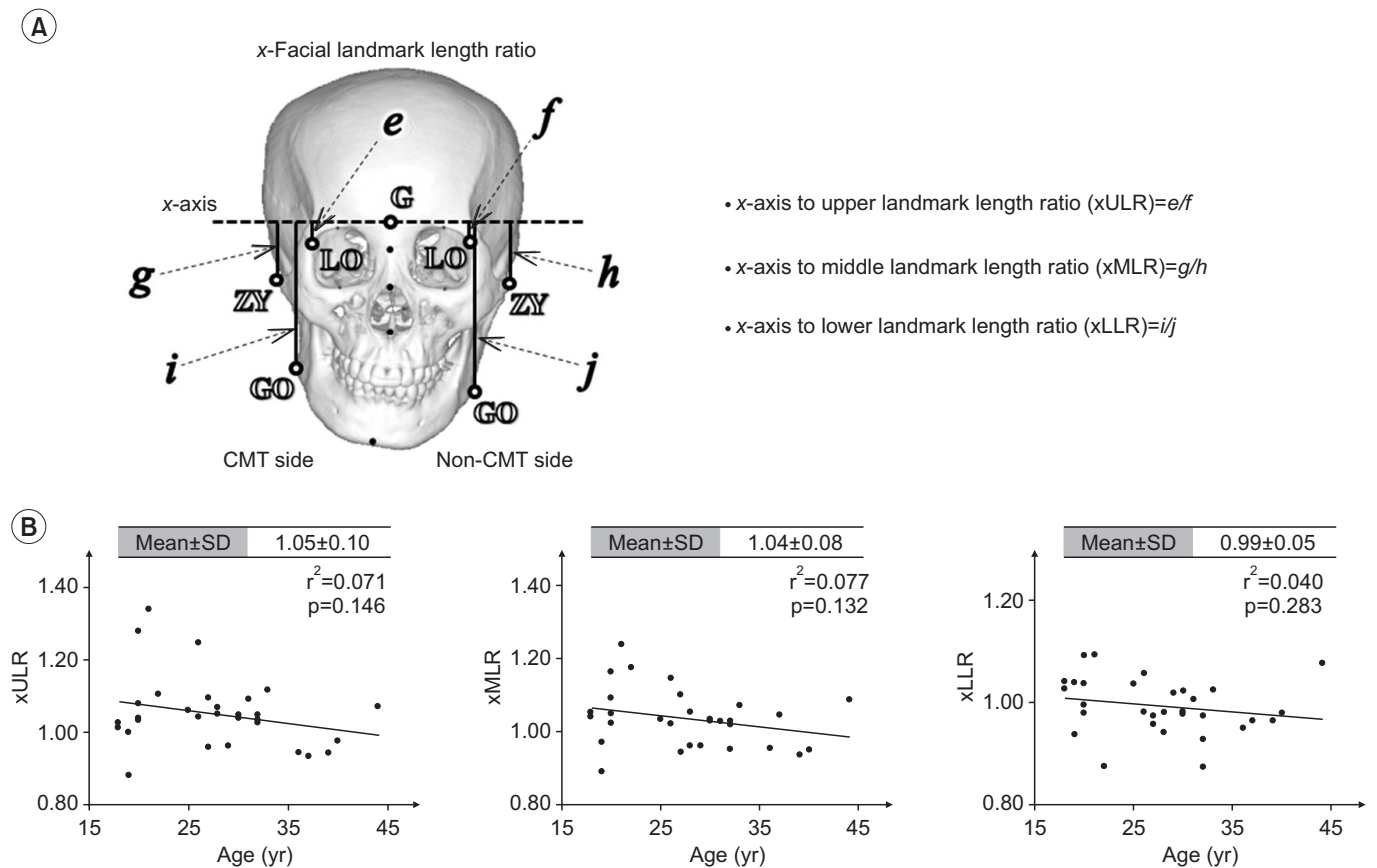 A
x-Facial landmark length ratio
e
f
G
x-axis
LO
LO
g
h
ZY
ZY
i
j
GO
GO
CMT side
Non-CMT side
• x-axis to upper landmark length ratio (xULR)=e/f
• x-axis to middle landmark length ratio (xMLR)=g/h
• x-axis to lower landmark length ratio (xLLR)=i/j
B
Mean±SD 1.05±0.10
r²=0.071
p=0.146
1.40
1.20
1.00
0.80
xULR
15 25 35 45
Age (yr)
Mean±SD 1.04±0.08
r²=0.077
p=0.132
1.40
1.20
1.00
0.80
xMLR
15 25 35 45
Age (yr)
Mean±SD 0.99±0.05
r²=0.040
p=0.283
1.20
1.00
0.80
xLLR
15 25 35 45
Age (yr)